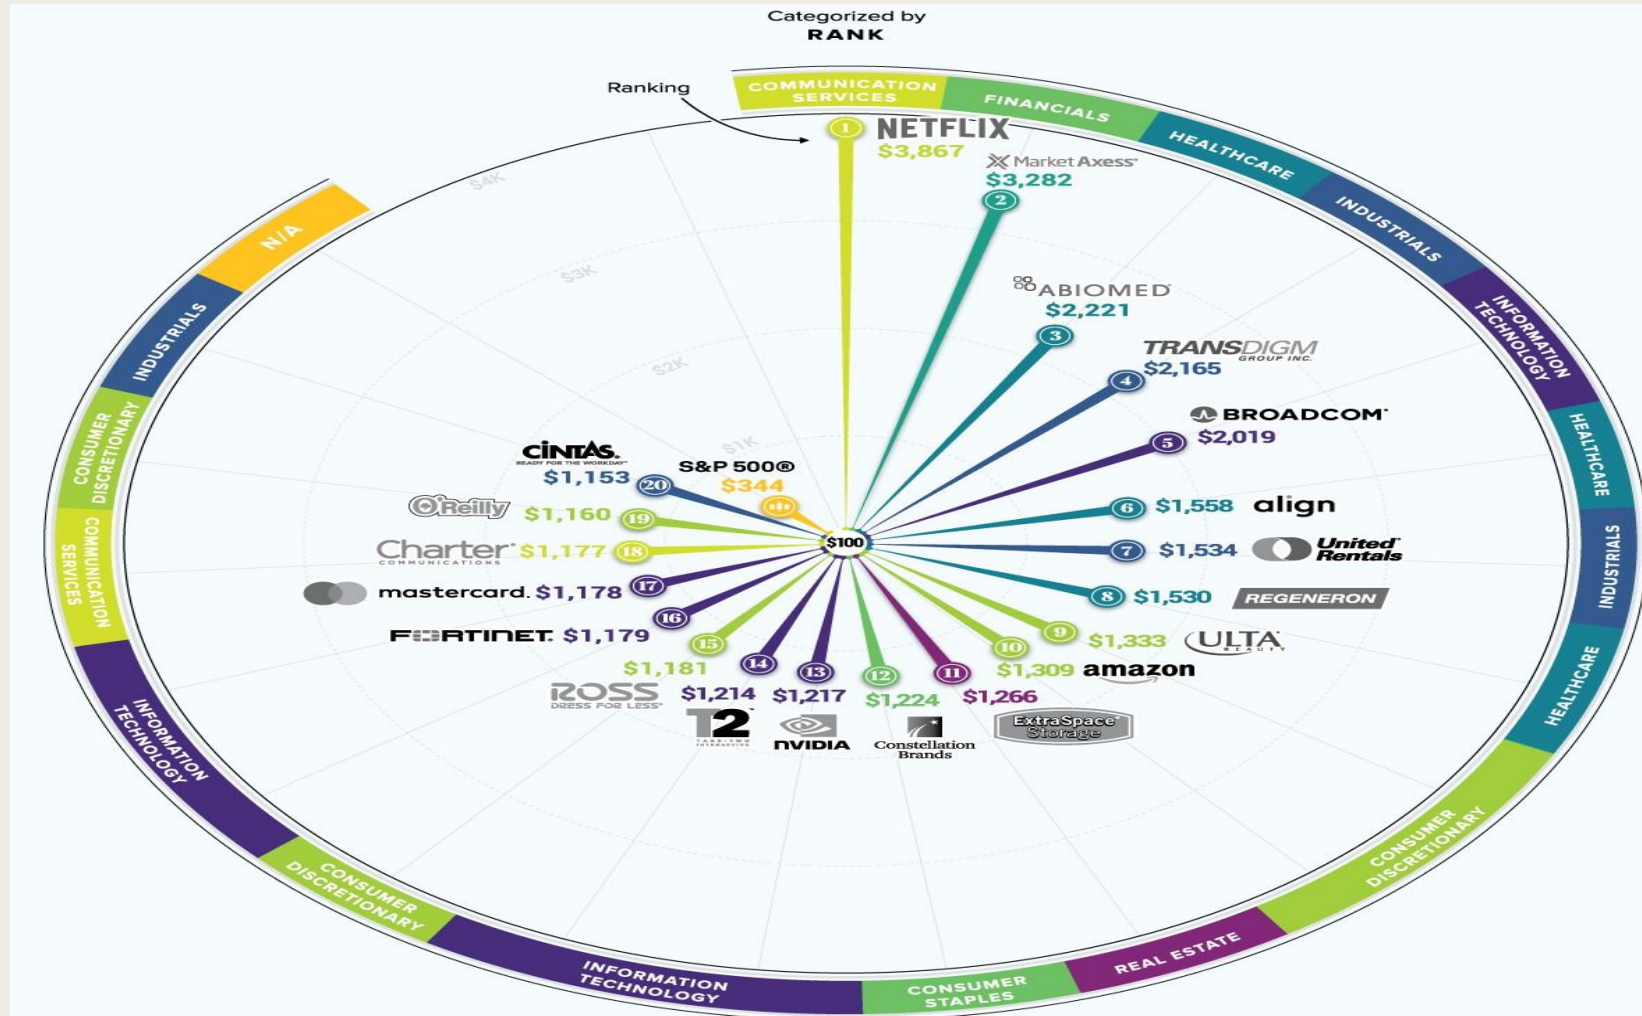 Categorized by
RANK
Ranking
COMMUNICATION
SERVICES
FINANCIALS
HEALTHCARE
INDUSTRIALS
INFORMATION
TECHNOLOGY
HEALTHCARE
INDUSTRIALS
HEALTHCARE
CONSUMER
DISCRETIONARY
REAL ESTATE
CONSUMER
STAPLES
INFORMATION
TECHNOLOGY
CONSUMER
DISCRETIONARY
INFORMATION
TECHNOLOGY
COMMUNICATION
SERVICES
CONSUMER
DISCRETIONARY
INDUSTRIALS
N/A
$4K
$3K
$2K
$1K
$100
1 NETFLIX
$3,867
MarketAxess
$3,282
2
ABIOMED
$2,221
3
TRANSDIGM
GROUP INC.
$2,165
4
BROADCOM
5 $2,019
6 $1,558 align
7 $1,534 United
Rentals
8 $1,530 REGENERON
9 $1,333 ULTA
BEAUTY
10
$1,309 amazon
11
$1,266
ExtraSpace
Storage
12
$1,224
Constellation
Brands
13
$1,217
NVIDIA
14
$1,214
T2
TAKE-TWO
INTERACTIVE
15
$1,181
ROSS
DRESS FOR LESS
16
FORTINET $1,179
17
mastercard. $1,178
Charter $1,177 18
COMMUNICATIONS
O'Reilly $1,160 19
CINTAS
READY FOR THE WORKDAY
$1,153 20
S&P 500®
$344